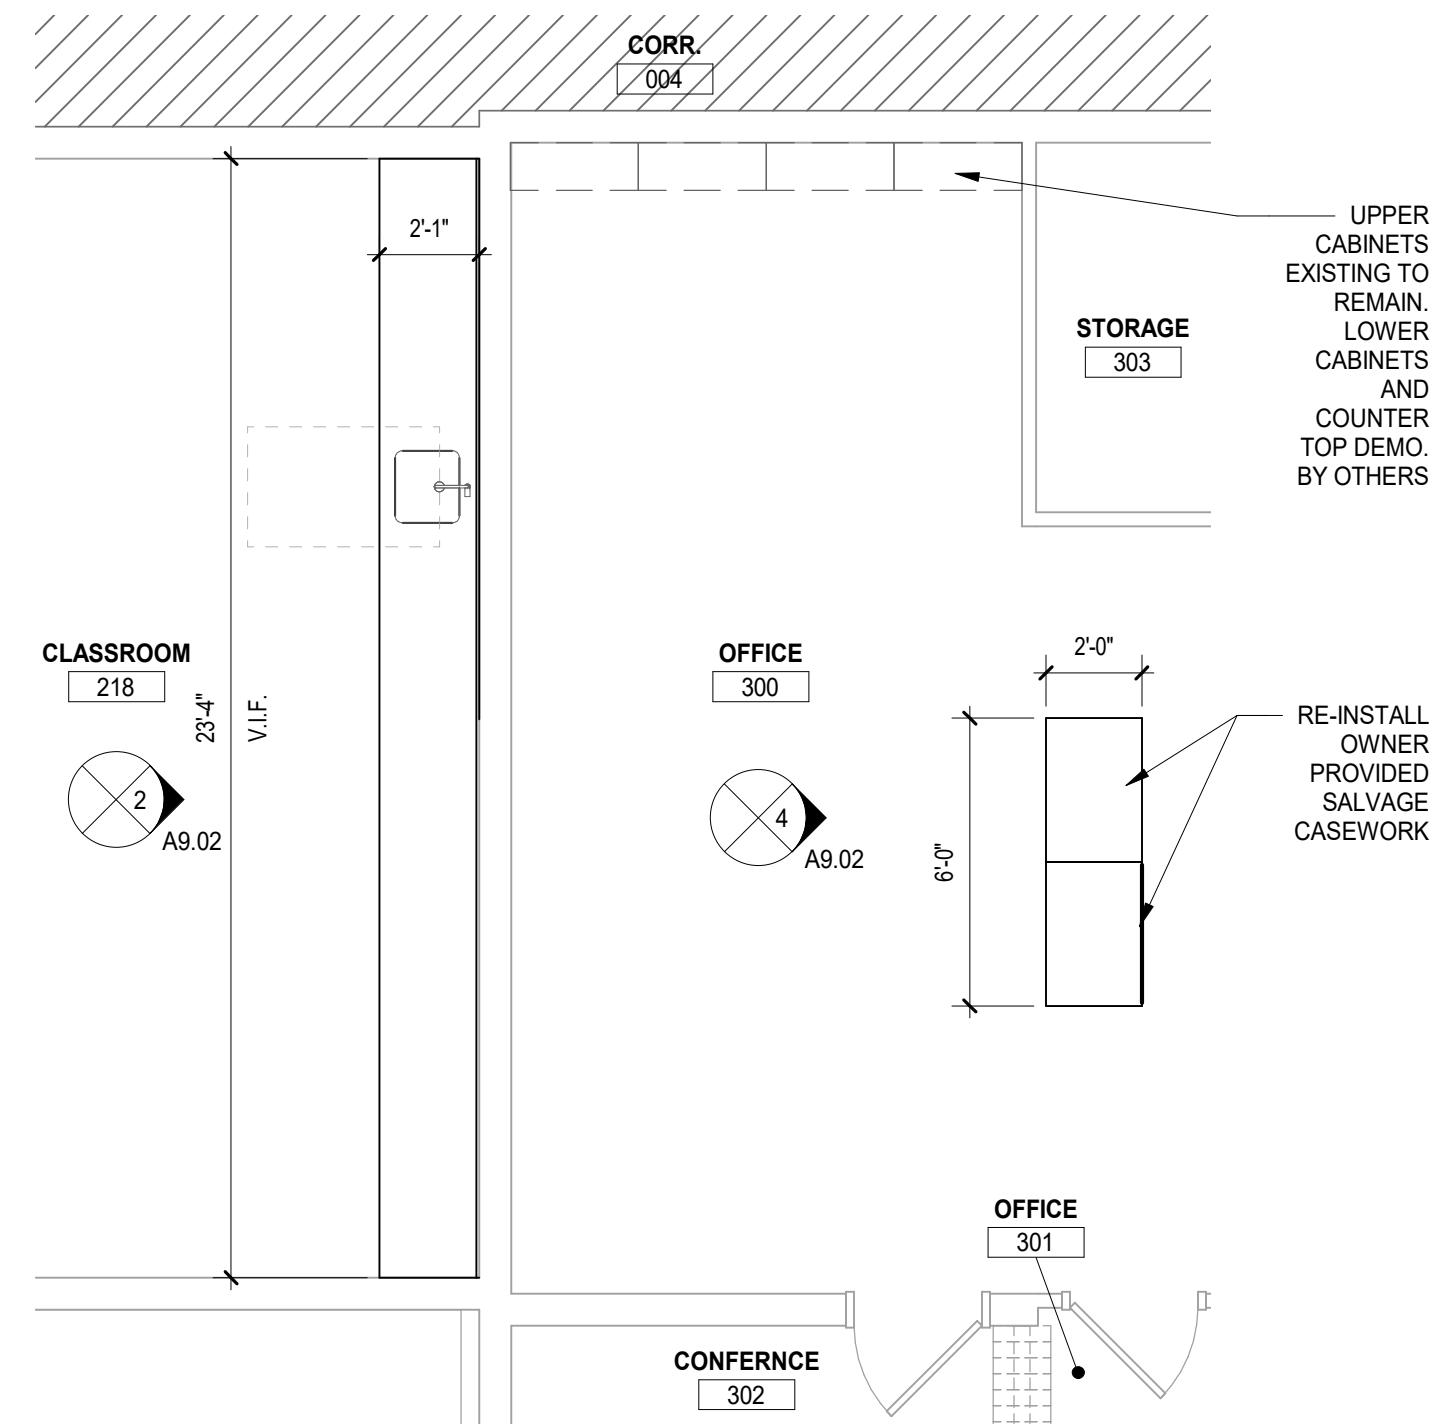 CORR.
004
2'-1"
UPPER
CABINETS
EXISTING TO
REMAIN.
LOWER
CABINETS
AND
COUNTER
TOP DEMO.
BY OTHERS
STORAGE
303
CLASSROOM
218
23'-4"
V.I.F.
2
A9.02
OFFICE
300
4
A9.02
2'-0"
6'-0"
RE-INSTALL
OWNER
PROVIDED
SALVAGE
CASEWORK
OFFICE
301
CONFERNCE
302